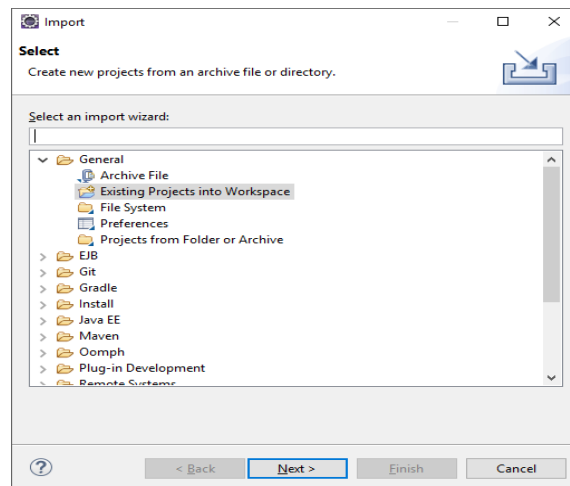 Import
Select
Create new projects from an archive file or directory.
Select an import wizard:
General
Archive File
Existing Projects into Workspace
File System
Preferences
Projects from Folder or Archive
EJB
Git
Gradle
Install
Java EE
Maven
Oomph
Plug-in Development
Remote Systems
?
< Back Next > Finish Cancel